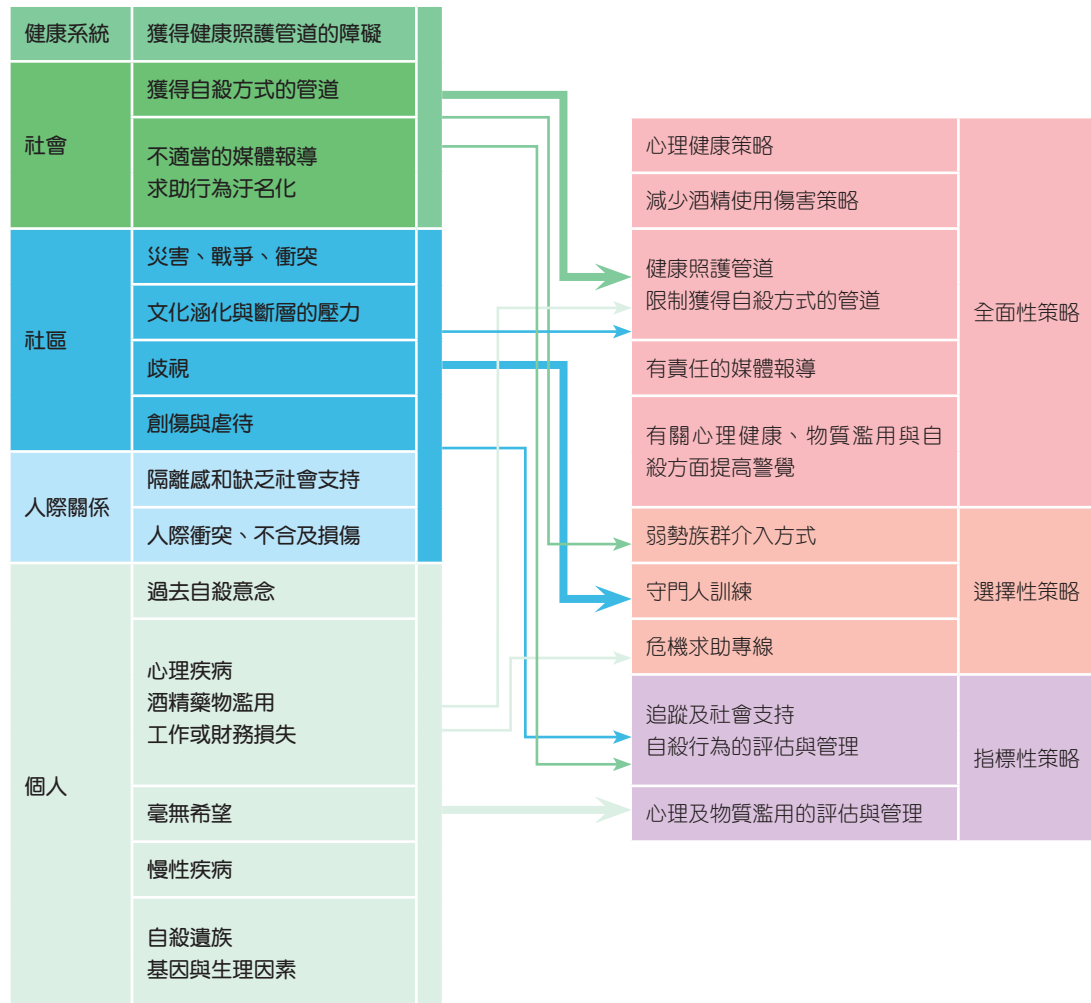 健康系統
獲得健康照護管道的障礙
社會
獲得自殺方式的管道
不適當的媒體報導
求助行為汙名化
社區
災害、戰爭、衝突
文化涵化與斷層的壓力
歧視
創傷與虐待
人際關係
隔離感和缺乏社會支持
人際衝突、不合及損傷
個人
過去自殺意念
心理疾病
酒精藥物濫用
工作或財務損失
毫無希望
慢性疾病
自殺遺族
基因與生理因素
心理健康策略
減少酒精使用傷害策略
健康照護管道
限制獲得自殺方式的管道
有責任的媒體報導
有關心理健康、物質濫用與自
殺方面提高警覺
全面性策略
弱勢族群介入方式
守門人訓練
危機求助專線
選擇性策略
追蹤及社會支持
自殺行為的評估與管理
心理及物質濫用的評估與管理
指標性策略